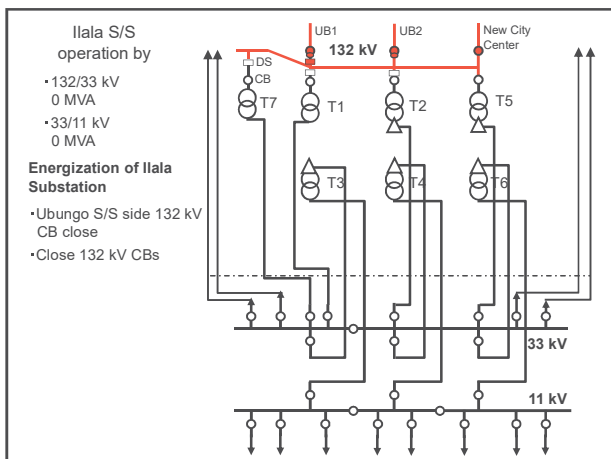 Ilala S/S
operation by
・132/33 kV
0 MVA
・33/11 kV
0 MVA
Energization of Ilala
Substation
・Ubungo S/S side 132 kV
CB close
・Close 132 kV CBs
UB1
UB2
New City
Center
132 kV
DS
CB
T7
T1
T2
T5
T3
T4
T6
33 kV
11 kV